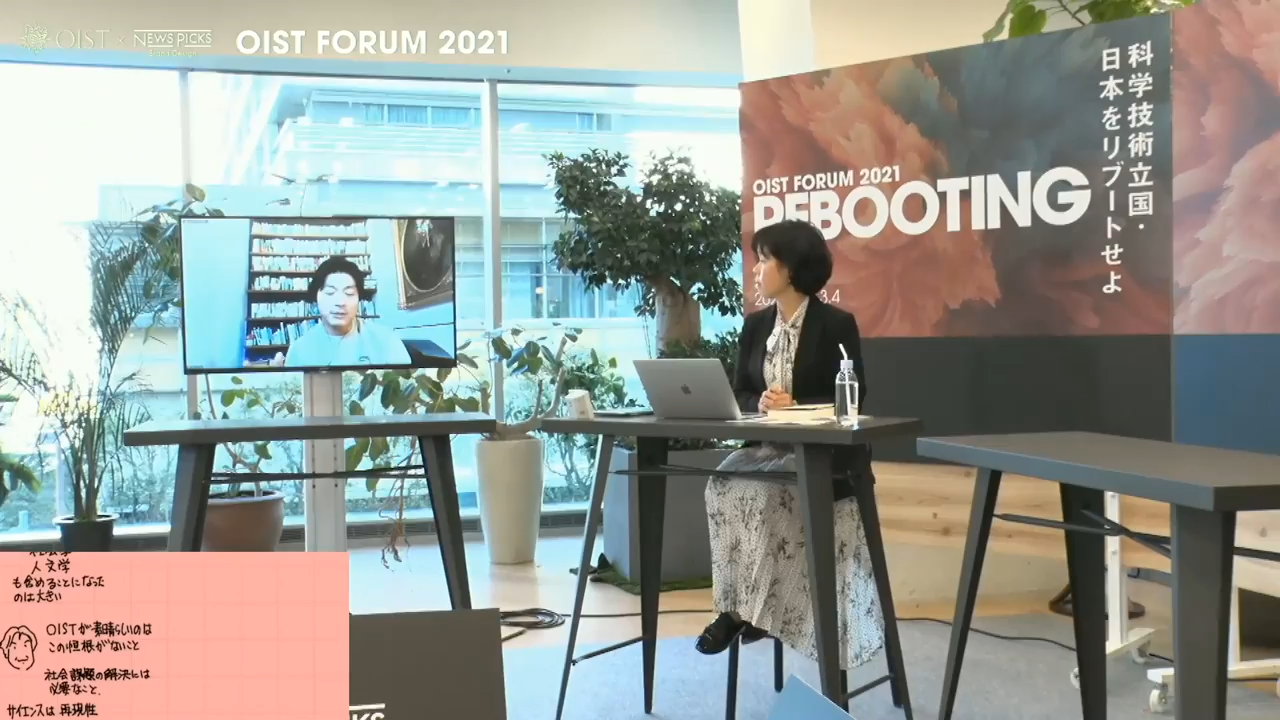 OIST × NEWS PICKS
Brand Design
OIST FORUM 2021
科学技術立国・
日本をリブートせよ
OIST FORUM 2021
REBOOTING
3.4
人文学
も含めることになった
のは大きい
OISTが素晴らしいのは
この垣根がないこと
社会課題の解決には
必要なこと.
サイエンスは 再現性